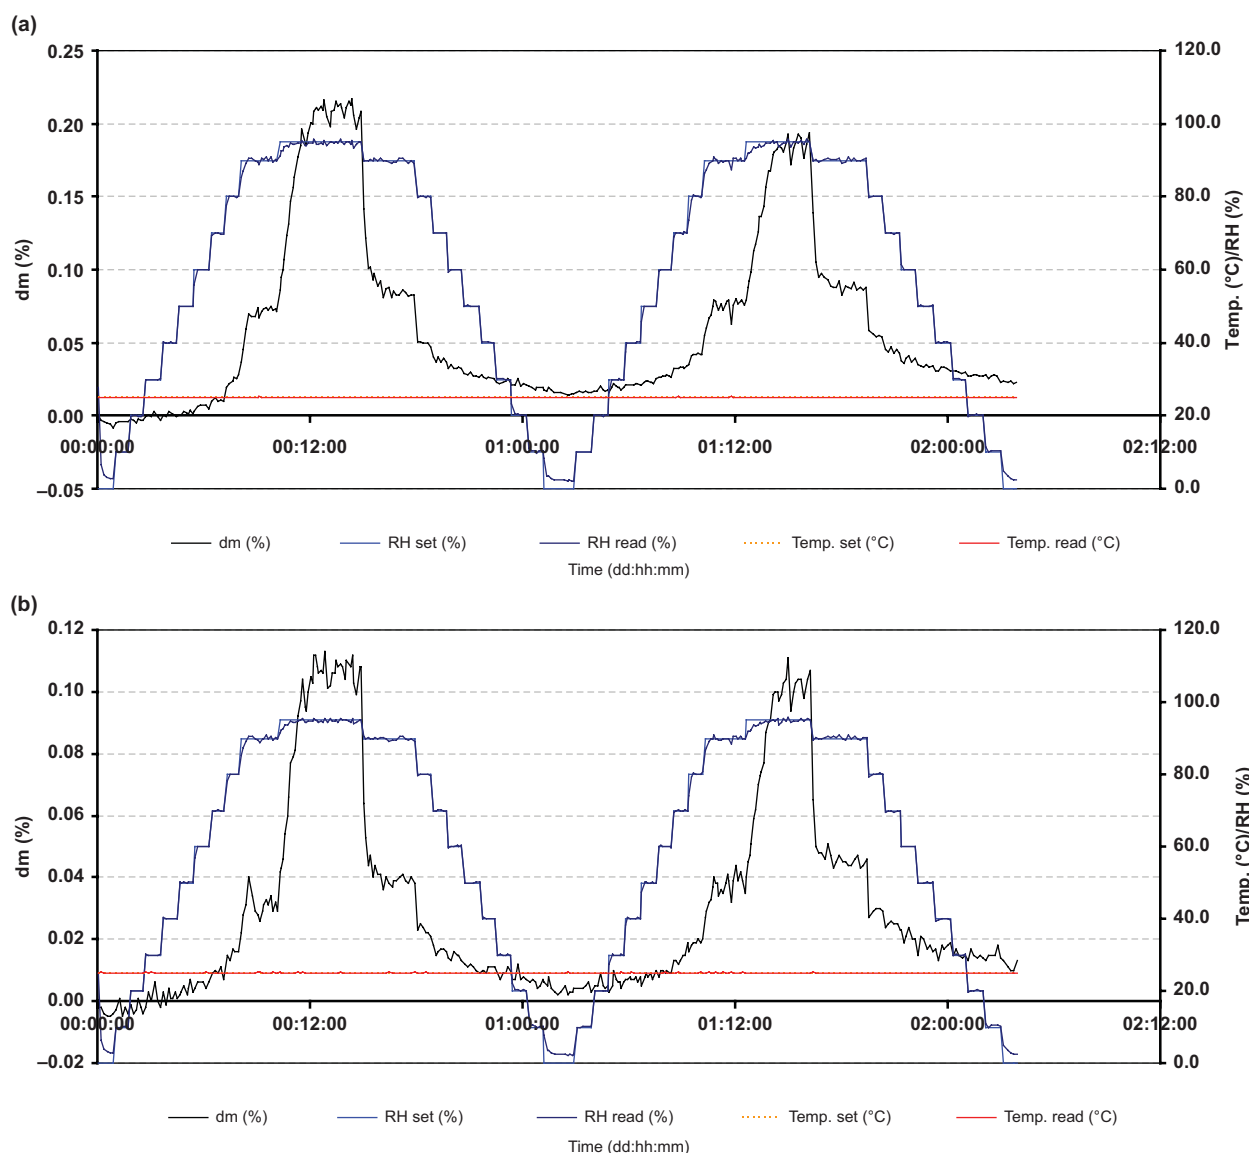 (a)
0.25
0.20
0.15
0.10
0.05
0.00
–0.05
dm (%)
120.0
100.0
80.0
60.0
40.0
20.0
0.0
Temp. (°C)/RH (%)
00:00:00 00:12:00 01:00:00 01:12:00 02:00:00 02:12:00
dm (%) RH set (%) RH read (%) Temp. set (°C) Temp. read (°C)
Time (dd:hh:mm)
(b)
0.12
0.10
0.08
0.06
0.04
0.02
0.00
–0.02
dm (%)
120.0
100.0
80.0
60.0
40.0
20.0
0.0
Temp. (°C)/RH (%)
00:00:00 00:12:00 01:00:00 01:12:00 02:00:00 02:12:00
dm (%) RH set (%) RH read (%) Temp. set (°C) Temp. read (°C)
Time (dd:hh:mm)